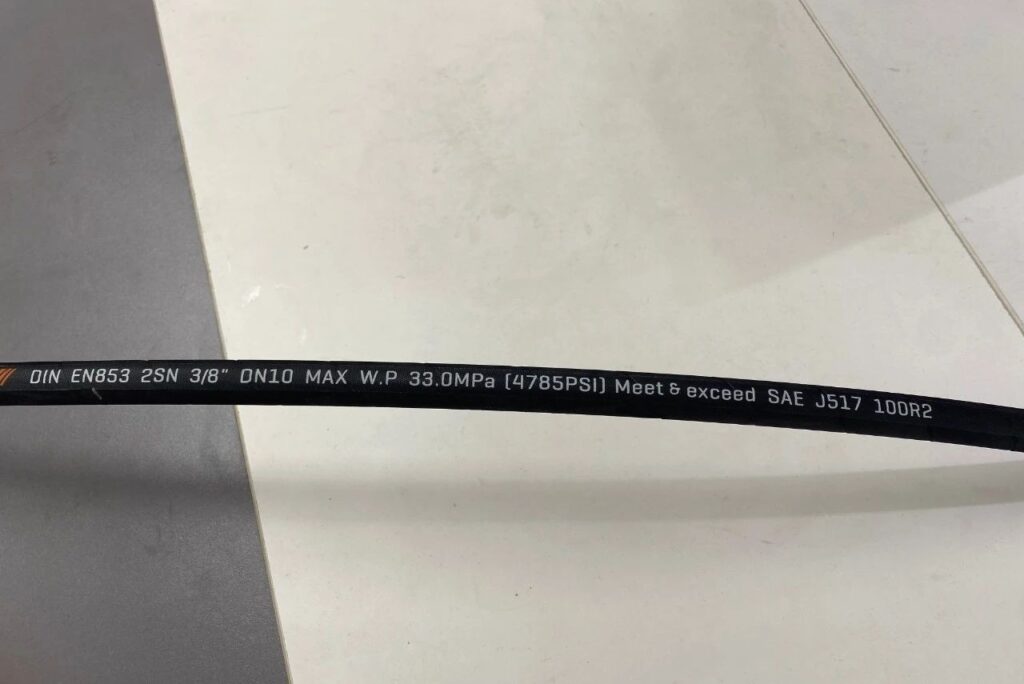 DIN EN853 2SN 3/8" DN10 MAX W.P 33.0MPa (4785PSI) Meet & exceed SAE J517 100R2